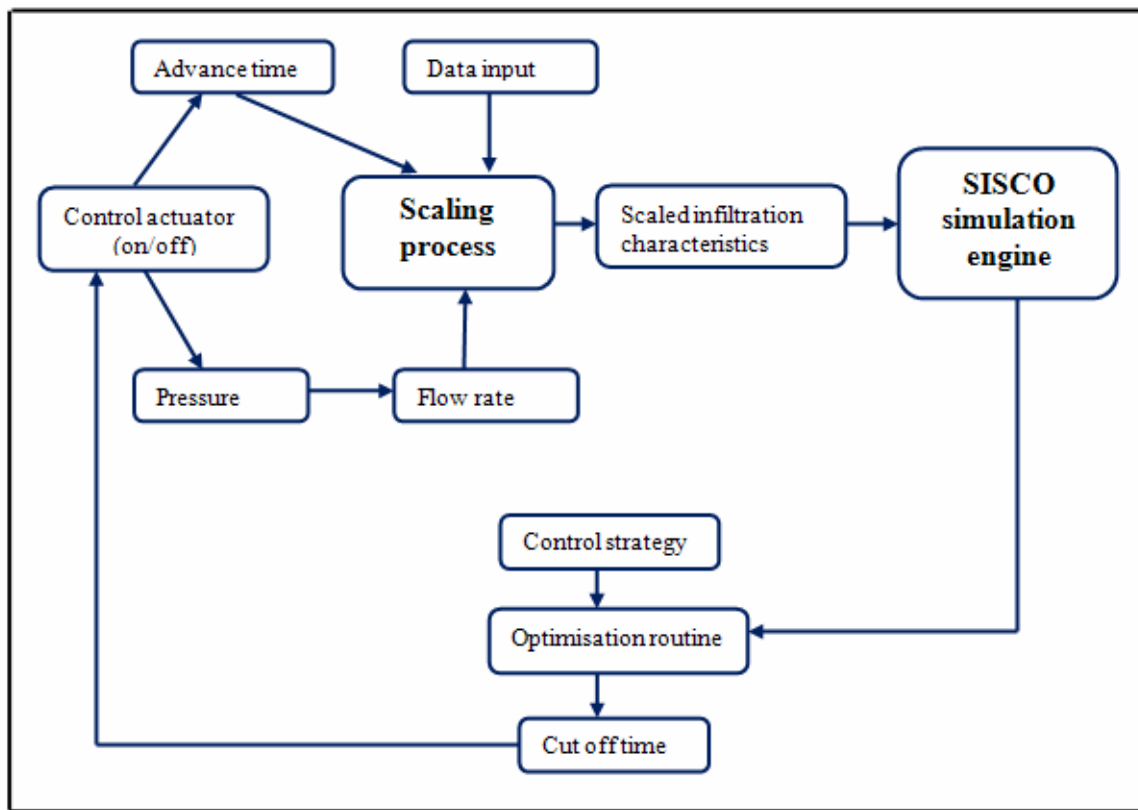 Advance time
Data input
Control actuator
(on/off)
Scaling
process
Scaled infiltration
characteristics
SISCO
simulation
engine
Pressure
Flow rate
Control strategy
Optimisation routine
Cut off time